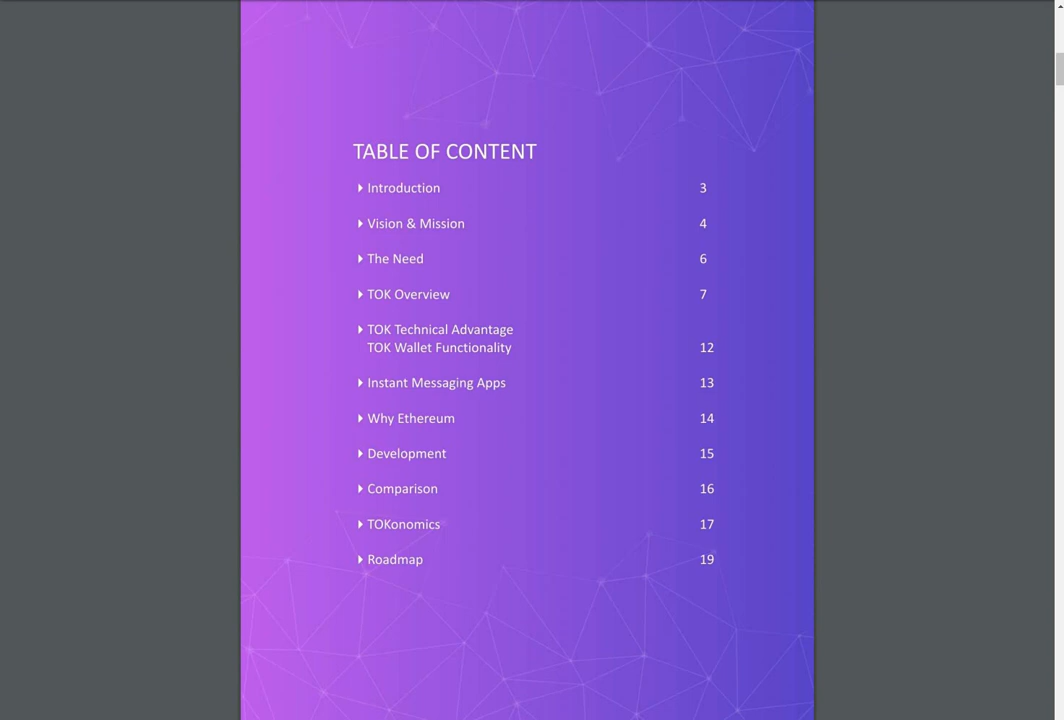 TABLE OF CONTENT
Introduction 3
Vision & Mission 4
The Need 6
TOK Overview 7
TOK Technical Advantage
TOK Wallet Functionality 12
Instant Messaging Apps 13
Why Ethereum 14
Development 15
Comparison 16
TOKonomics 17
Roadmap 19